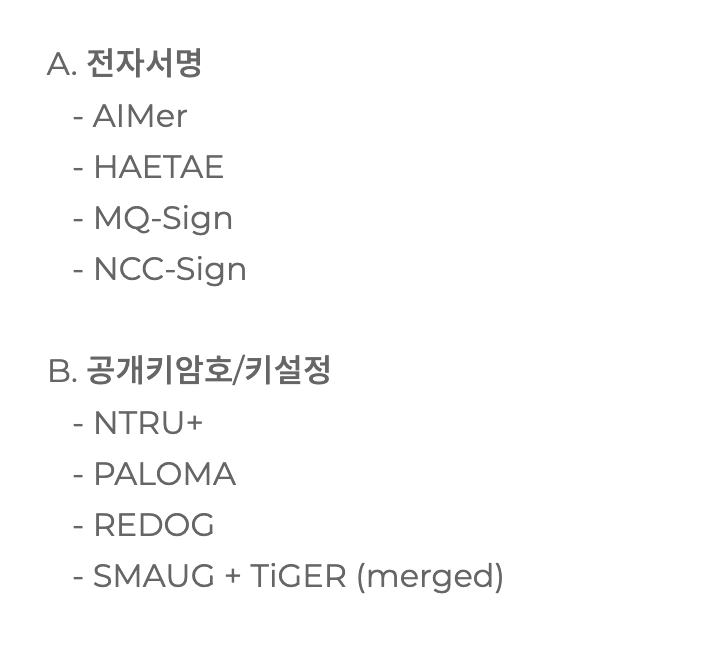 A. 전자서명
- AIMer
- HAETAE
- MQ-Sign
- NCC-Sign
B. 공개키암호/키설정
- NTRU+
- PALOMA
- REDOG
- SMAUG + TiGER (merged)